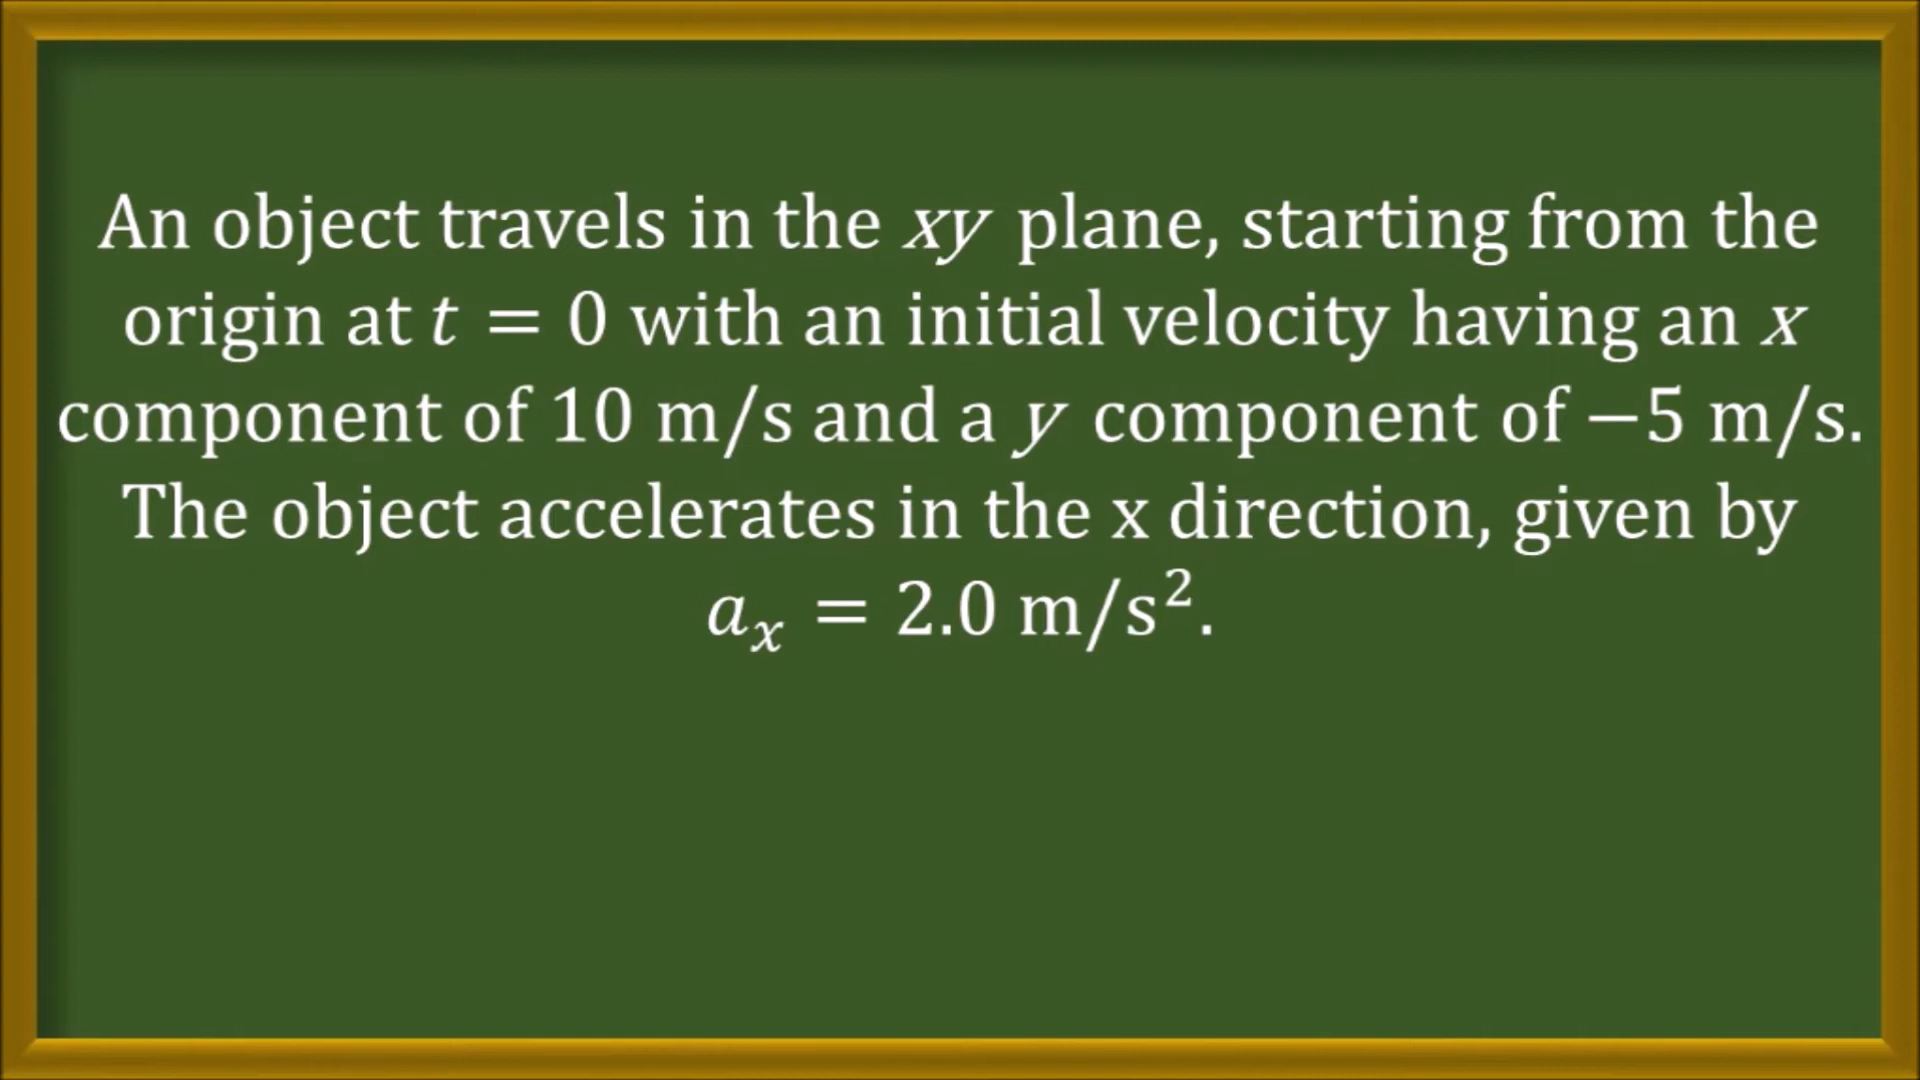 An object travels in the xy plane, starting from the
origin at t = 0 with an initial velocity having an x
component of 10 m/s and a y component of −5 m/s.
The object accelerates in the x direction, given by
aₓ = 2.0 m/s².